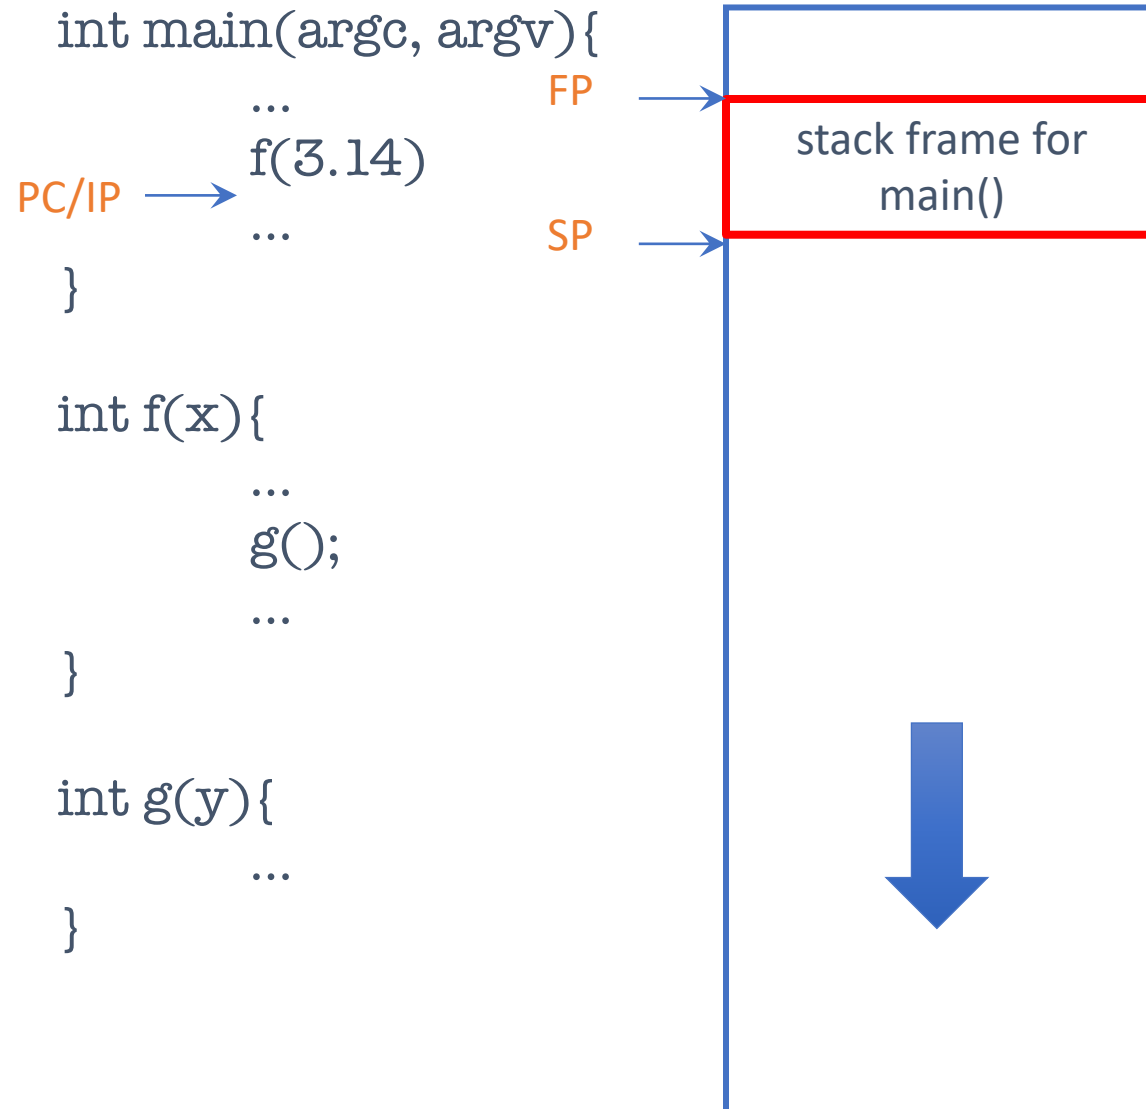 int main(argc, argv){
...
f(3.14)
...
}
int f(x){
...
g();
...
}
int g(y){
...
}
PC/IP
FP
SP
stack frame for
main()